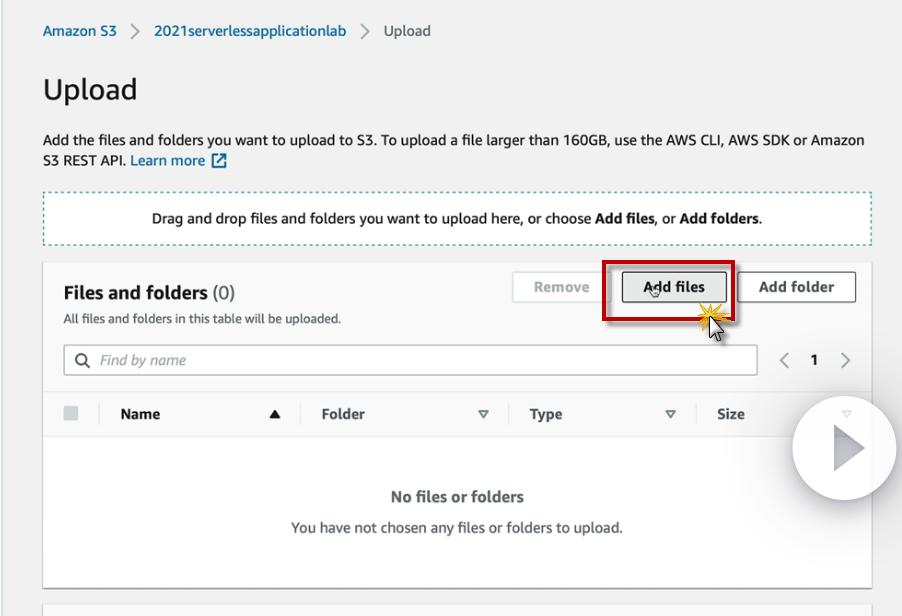 Amazon S3 > 2021serverlessapplicationlab > Upload
Upload
Add the files and folders you want to upload to S3. To upload a file larger than 160GB, use the AWS CLI, AWS SDK or Amazon
S3 REST API. Learn more
Drag and drop files and folders you want to upload here, or choose Add files, or Add folders.
Files and folders (0)
Remove
Add files
Add folder
All files and folders in this table will be uploaded.
Find by name
1
Name
Folder
Type
Size
No files or folders
You have not chosen any files or folders to upload.